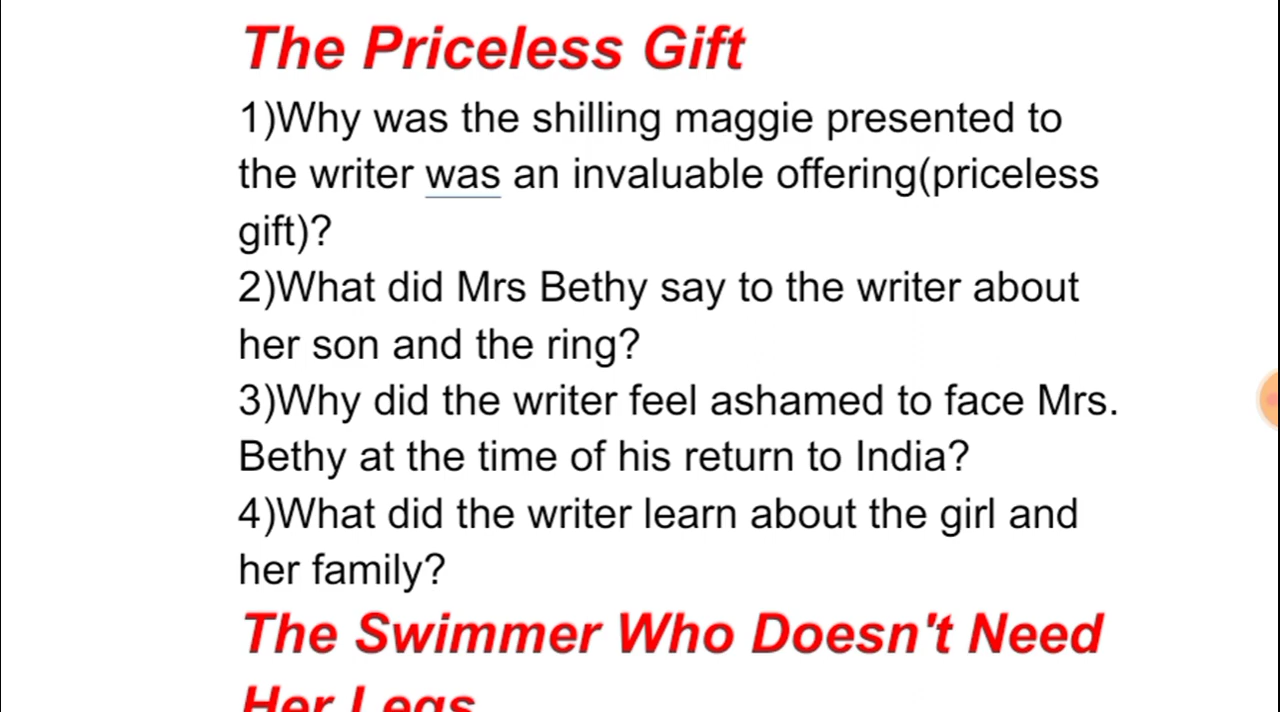 The Priceless Gift
1)Why was the shilling maggie presented to
the writer was an invaluable offering(priceless
gift)?
2)What did Mrs Bethy say to the writer about
her son and the ring?
3)Why did the writer feel ashamed to face Mrs.
Bethy at the time of his return to India?
4)What did the writer learn about the girl and
her family?
The Swimmer Who Doesn't Need
Her Legs